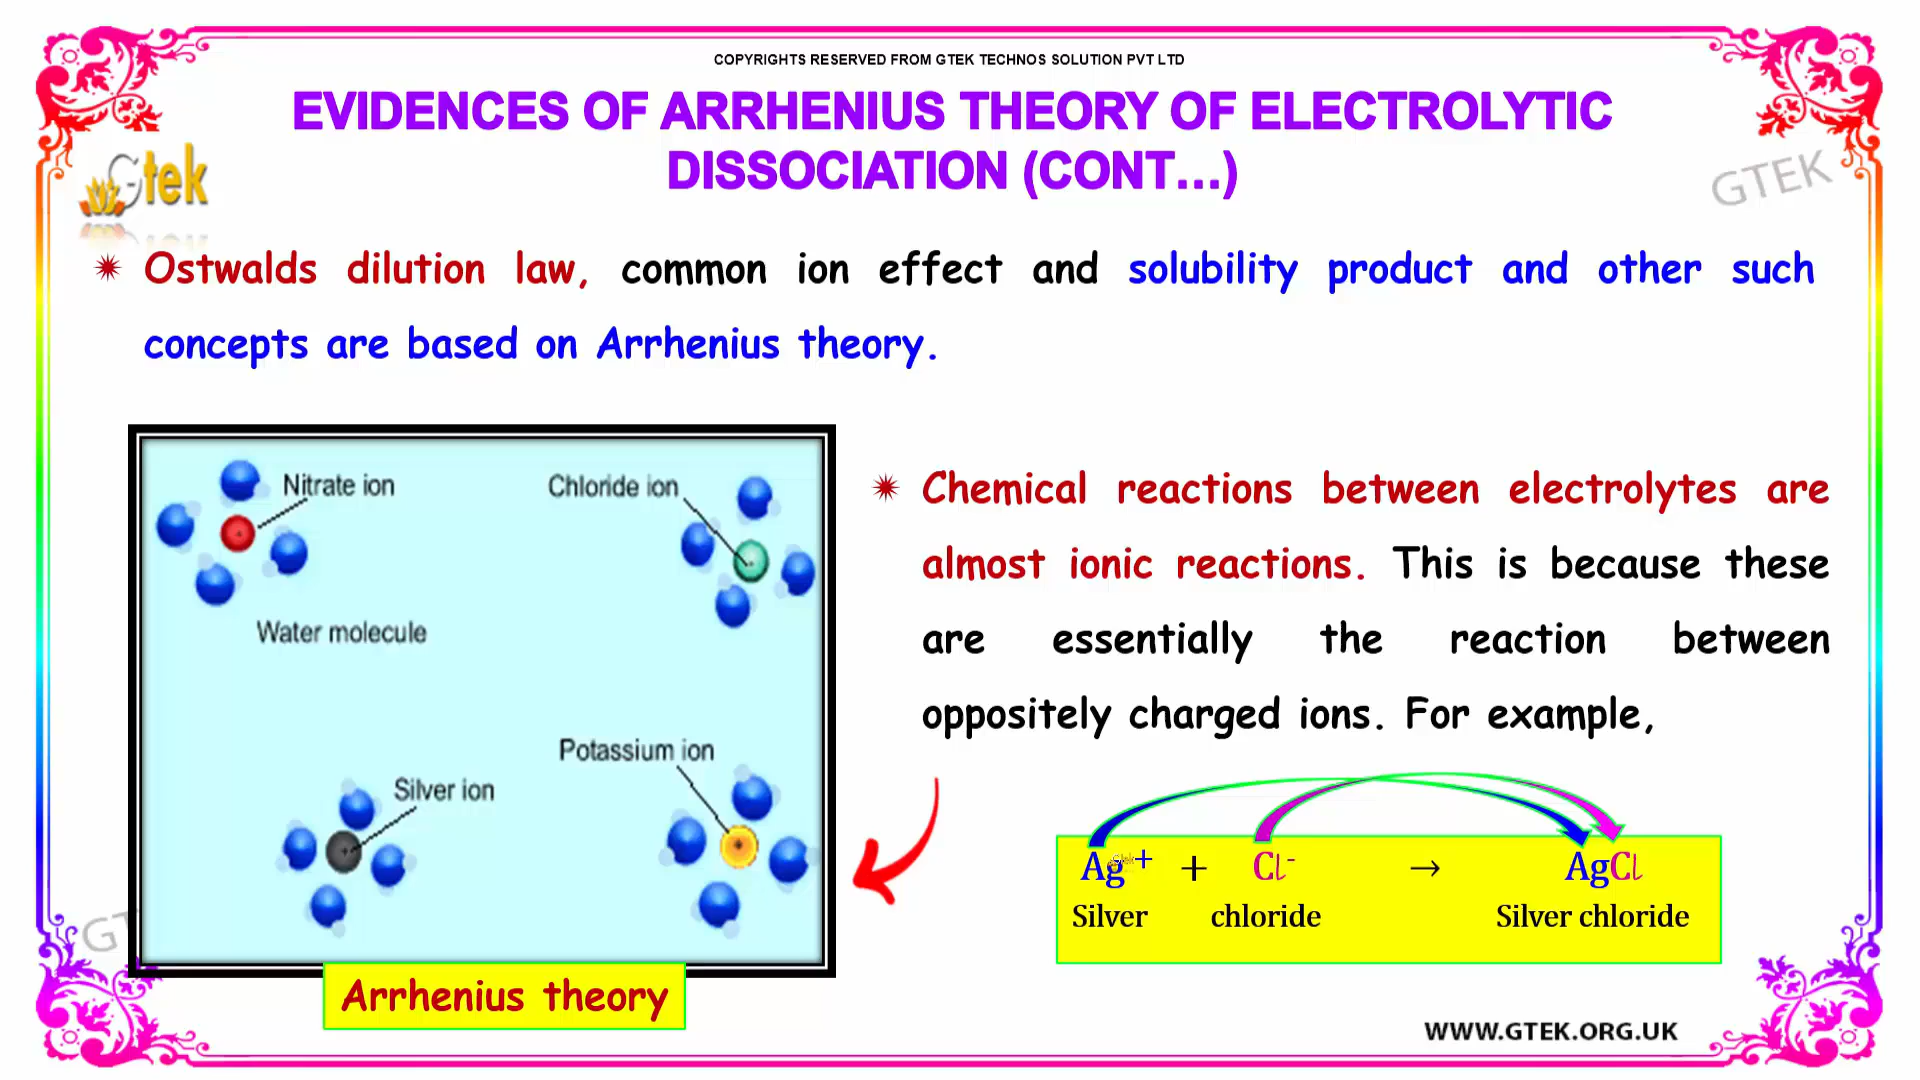 COPYRIGHTS RESERVED FROM GTEK TECHNOS SOLUTION PVT LTD
EVIDENCES OF ARRHENIUS THEORY OF ELECTROLYTIC
DISSOCIATION (CONT...)
Gtek
GTEK
Ostwalds dilution law, common ion effect and solubility product and other such
concepts are based on Arrhenius theory.
Nitrate ion
Chloride ion
Water molecule
Potassium ion
Silver ion
Chemical reactions between electrolytes are
almost ionic reactions. This is because these
are essentially the reaction between
oppositely charged ions. For example,
Ag⁺ + Cl⁻ → AgCl
Silver chloride Silver chloride
GT
Arrhenius theory
WWW.GTEK.ORG.UK